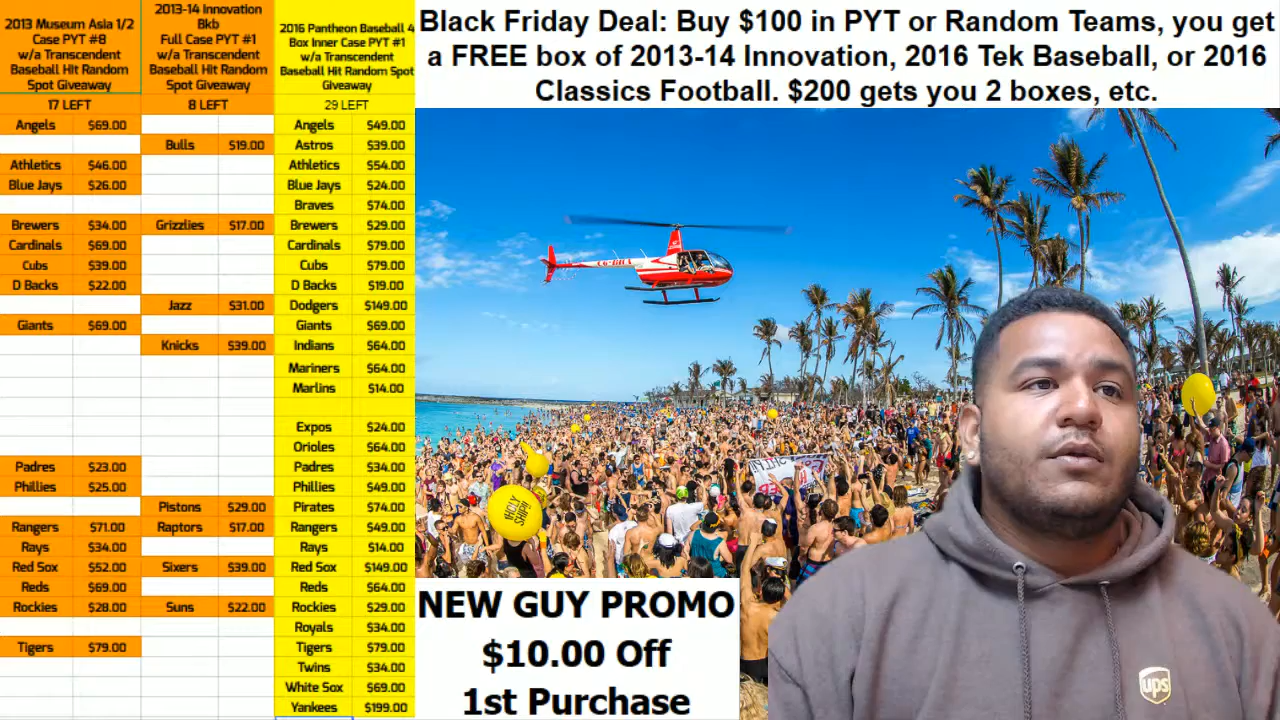 2013 Museum Asia 1/2
Case PYT #8
w/a Transcendent
Baseball Hit Random
Spot Giveaway
17 LEFT
Angels $69.00
Athletics $46.00
Blue Jays $26.00
Brewers $34.00
Cardinals $69.00
Cubs $39.00
D Backs $22.00
Giants $69.00
Padres $23.00
Phillies $25.00
Rangers $71.00
Rays $34.00
Red Sox $52.00
Reds $69.00
Rockies $28.00
Tigers $79.00
2013-14 Innovation
Bkb
Full Case PYT #1
w/a Transcendent
Baseball Hit Random
Spot Giveaway
8 LEFT
Bulls $19.00
Grizzlies $17.00
Jazz $31.00
Knicks $39.00
Pistons $29.00
Raptors $17.00
Sixers $39.00
Suns $22.00
2016 Pantheon Baseball 4
Box Inner Case PYT #1
w/a Transcendent
Baseball Hit Random Spot
Giveaway
29 LEFT
Angels $49.00
Astros $39.00
Athletics $54.00
Blue Jays $24.00
Braves $74.00
Brewers $29.00
Cardinals $79.00
Cubs $79.00
D Backs $19.00
Dodgers $149.00
Giants $69.00
Indians $64.00
Mariners $64.00
Marlins $14.00
Expos $24.00
Orioles $64.00
Padres $34.00
Phillies $49.00
Pirates $74.00
Rangers $49.00
Rays $14.00
Red Sox $149.00
Reds $64.00
Rockies $29.00
Royals $34.00
Tigers $79.00
Twins $34.00
White Sox $69.00
Yankees $199.00
Black Friday Deal: Buy $100 in PYT or Random Teams, you get
a FREE box of 2013-14 Innovation, 2016 Tek Baseball, or 2016
Classics Football. $200 gets you 2 boxes, etc.
HOLY
SHIP!
NEW GUY PROMO
$10.00 Off
1st Purchase
ups